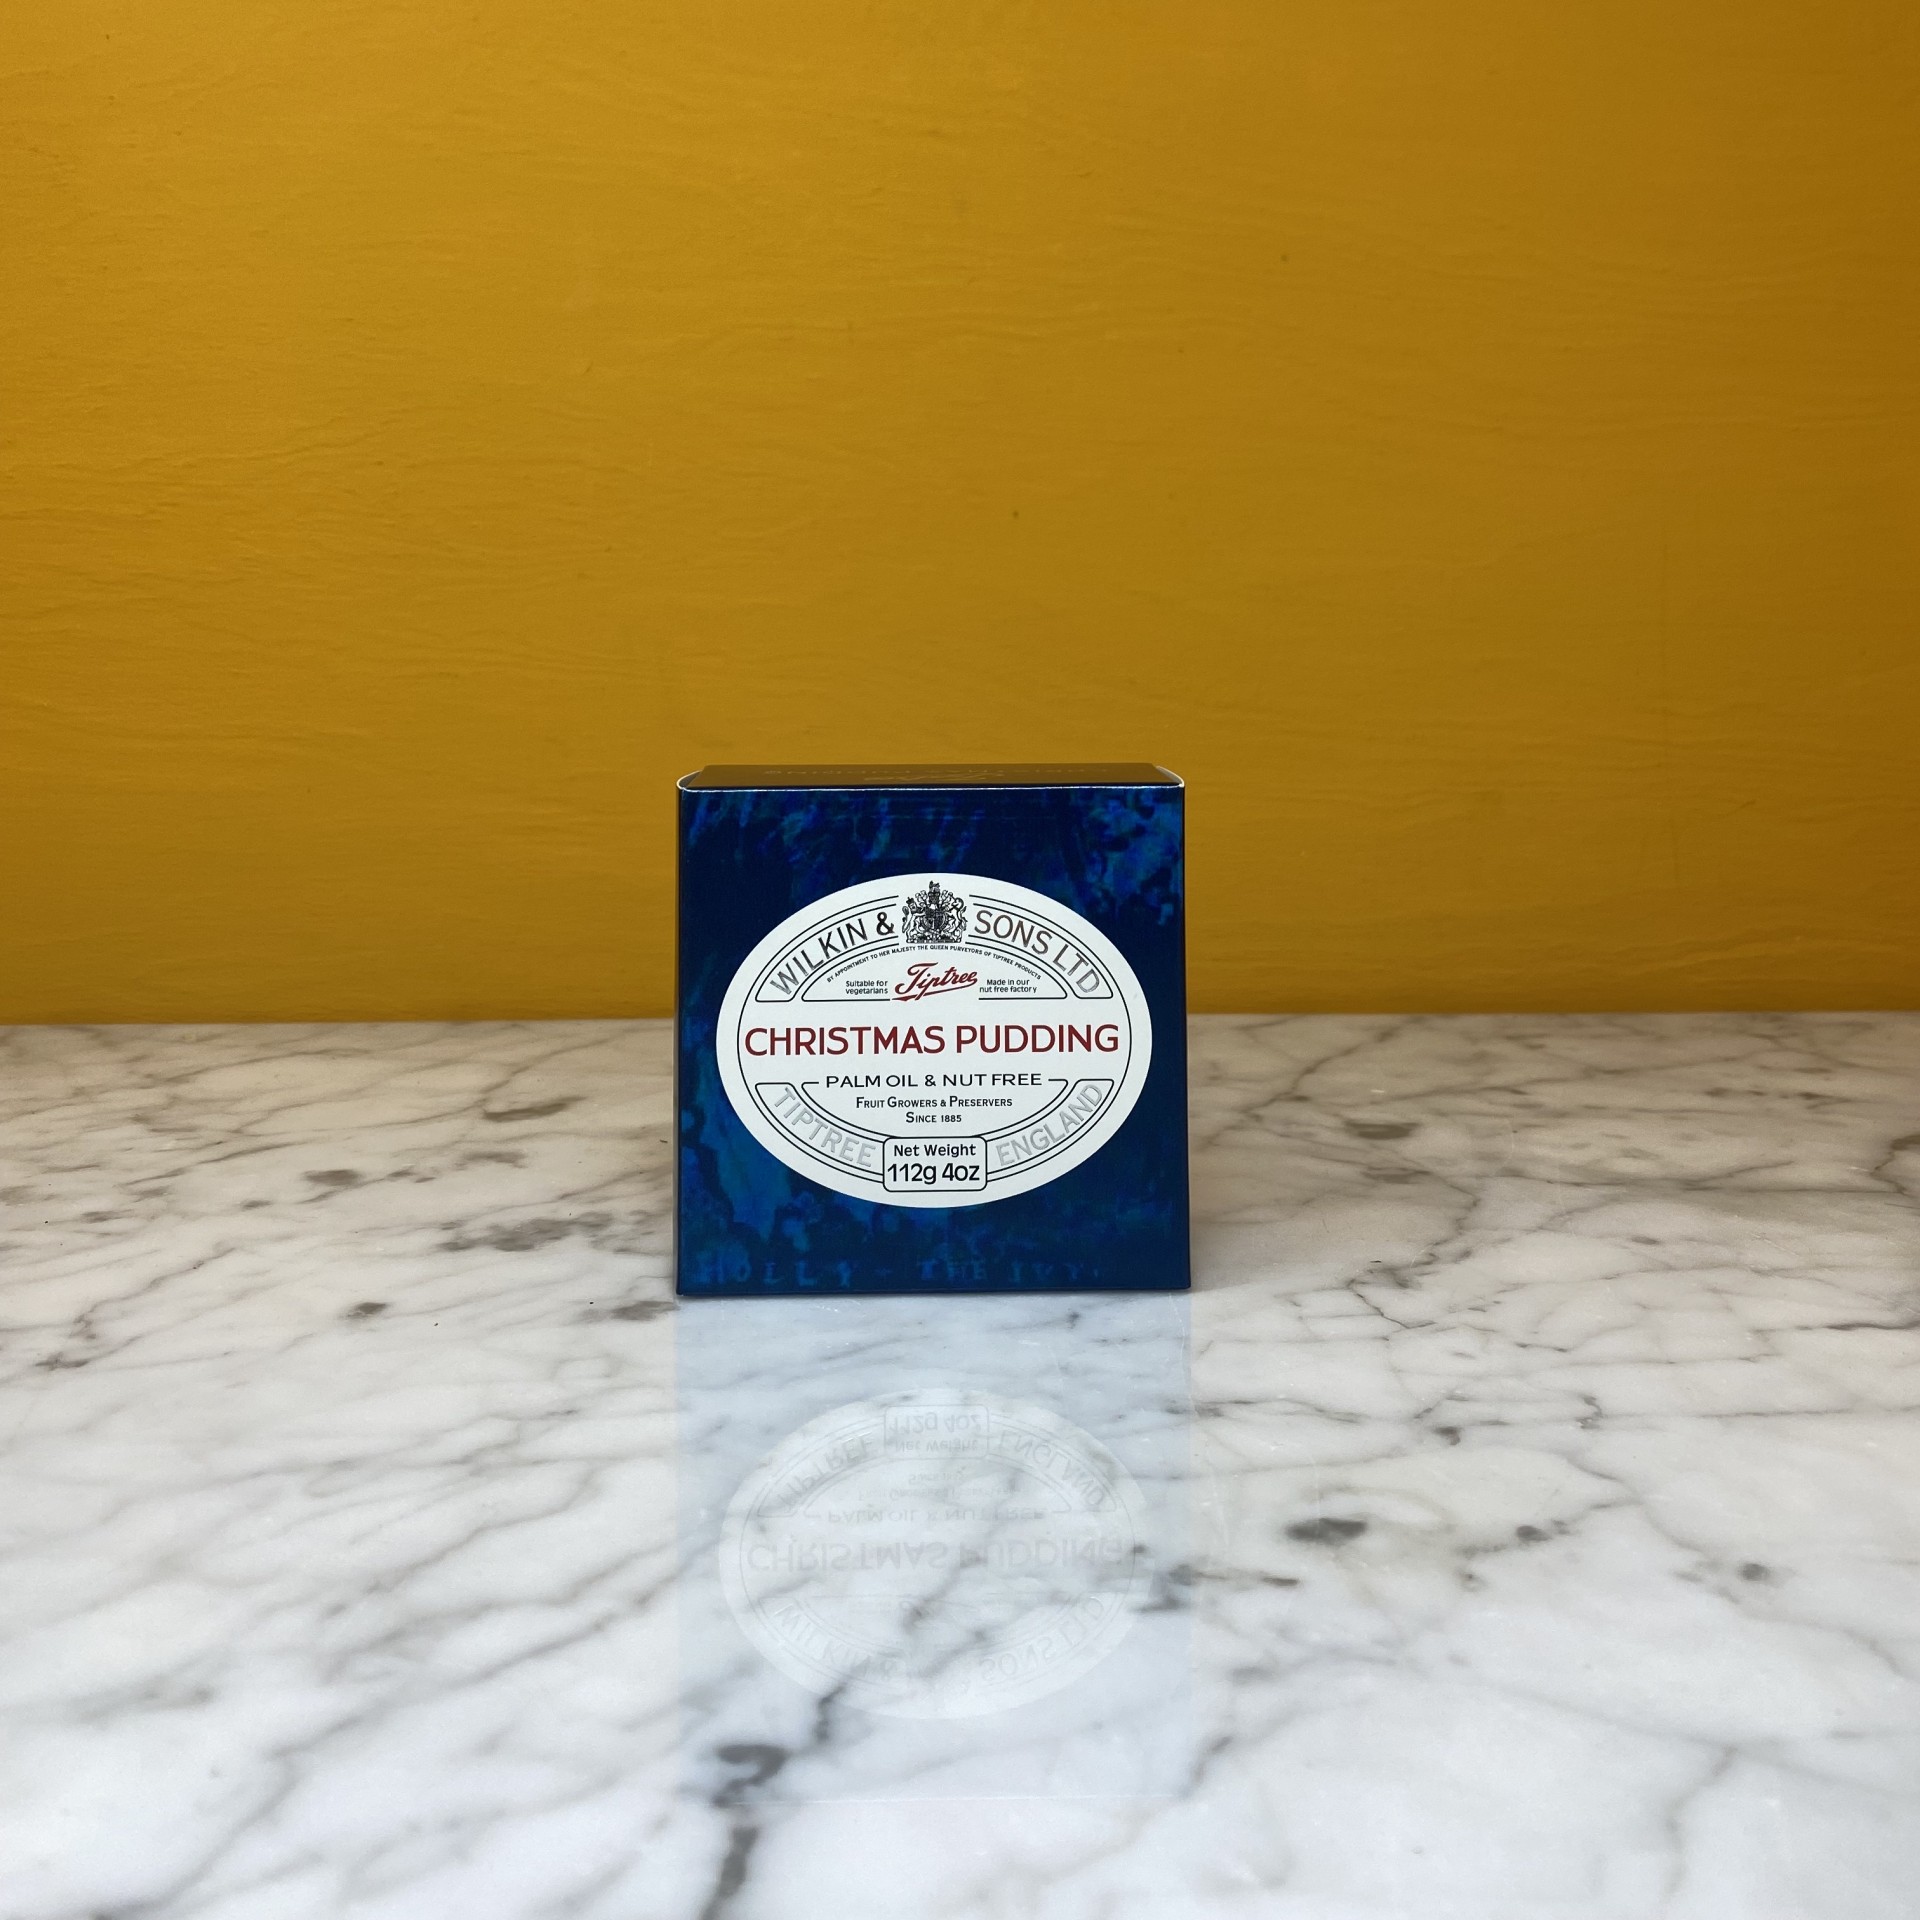 WILKIN & SONS LTD
BY APPOINTMENT TO HER MAJESTY THE QUEEN PURVEYORS OF TIPTREE PRODUCTS
Suitable for
vegetarians
Tiptree
Made in our
nut free factory
CHRISTMAS PUDDING
PALM OIL & NUT FREE
FRUIT GROWERS & PRESERVERS
SINCE 1885
TIPTREE ENGLAND
Net Weight
112g 4oz